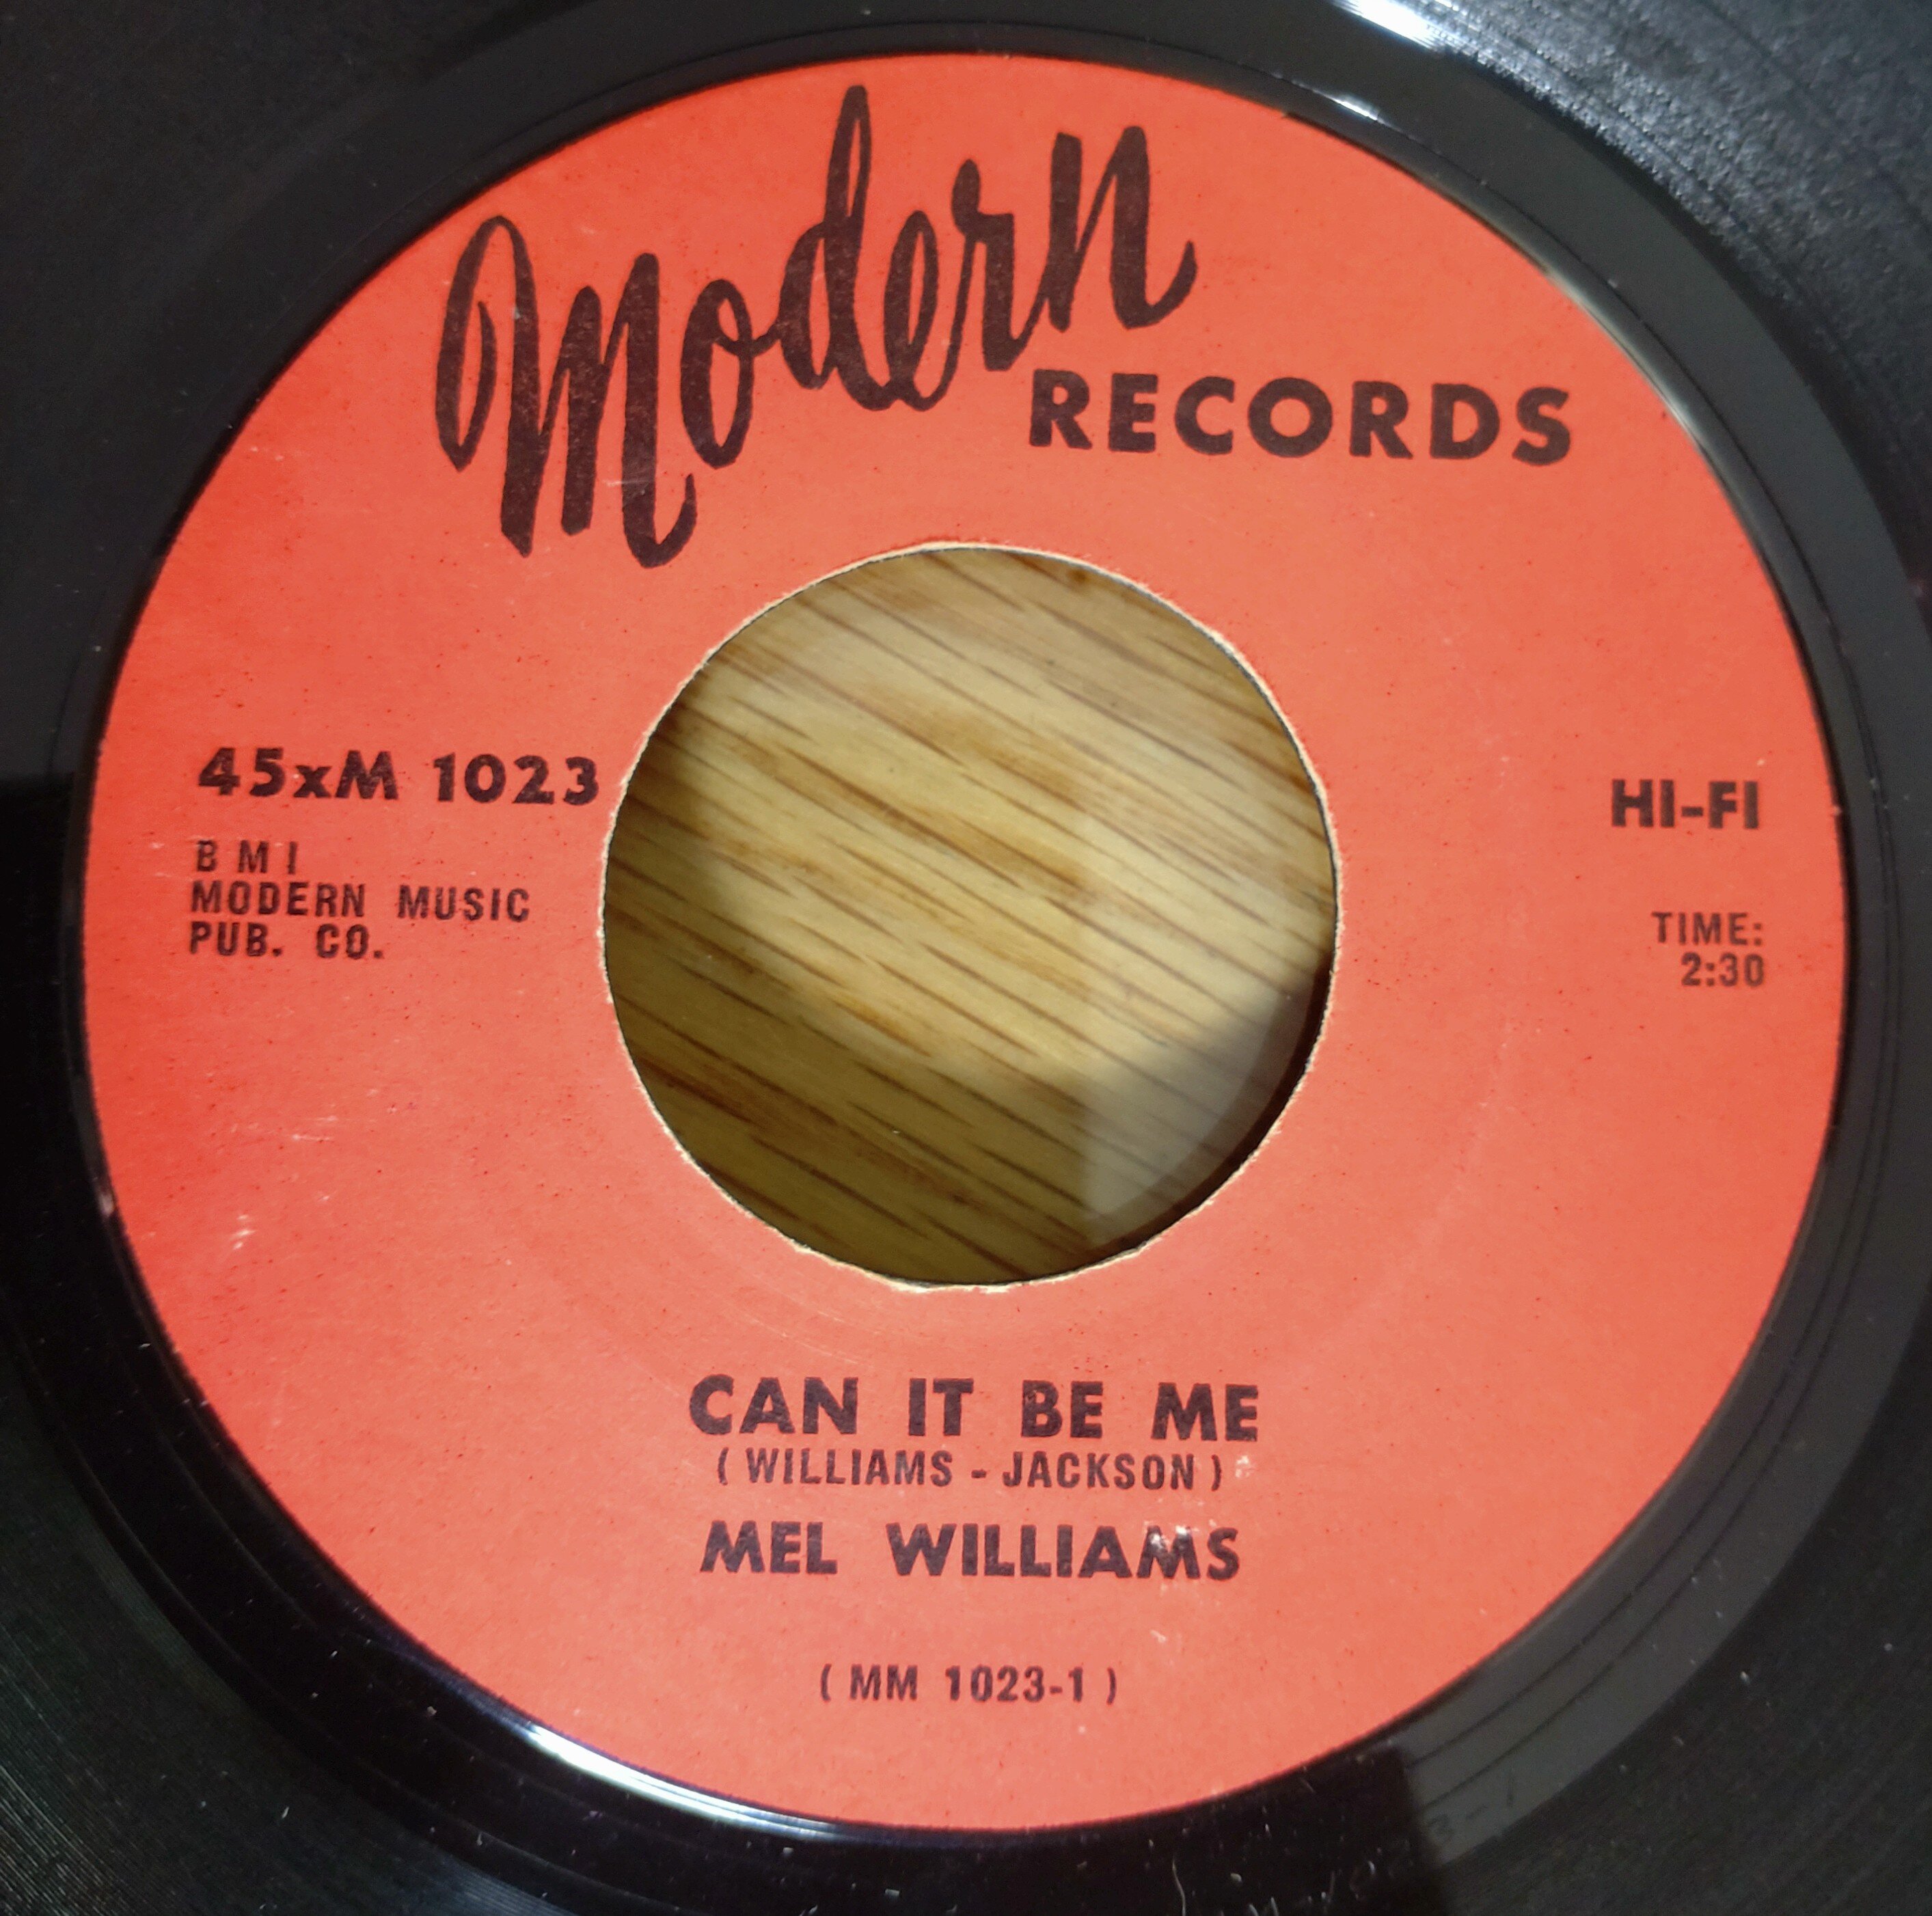 Modern
RECORDS
45xM 1023
HI-FI
B M I
MODERN MUSIC
PUB. CO.
TIME:
2:30
CAN IT BE ME
( WILLIAMS - JACKSON )
MEL WILLIAMS
( MM 1023-1 )